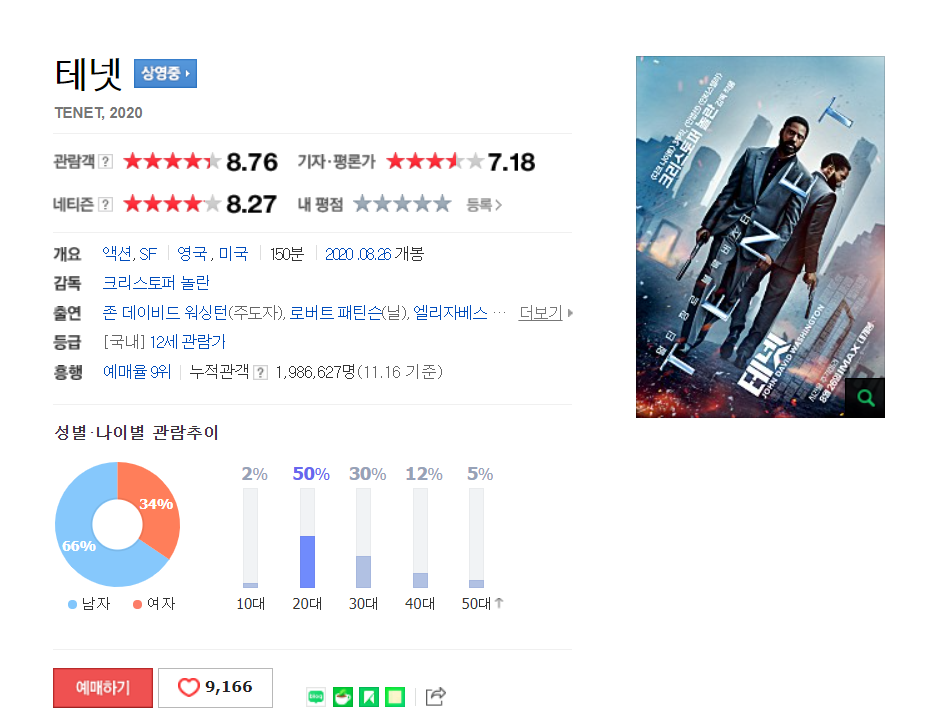 테넷 상영중
TENET, 2020
관람객 ? 8.76 기자·평론가 7.18
네티즌 ? 8.27 내 평점 등록
개요 액션, SF 영국, 미국 150분 2020.08.26 개봉
감독 크리스토퍼 놀란
출연 존 데이비드 워싱턴(주도자), 로버트 패틴슨(닐), 엘리자베스 ··· 더보기
등급 [국내] 12세 관람가
흥행 예매율 9위 누적관객 ? 1,986,627명(11.16 기준)
성별·나이별 관람추이
34%
66%
남자 여자
2% 50% 30% 12% 5%
10대 20대 30대 40대 50대↑
예매하기 9,166
blog
크리스토퍼 놀란
TENET
테넷
JOHN DAVID WASHINGTON